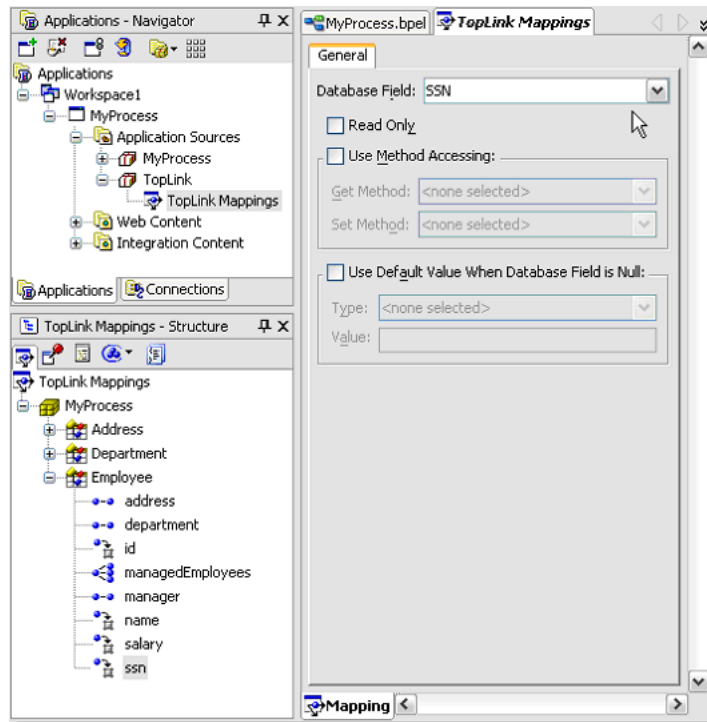 Applications - Navigator
Applications
Workspace1
MyProcess
Application Sources
MyProcess
TopLink
TopLink Mappings
Web Content
Integration Content
Applications
Connections
TopLink Mappings - Structure
TopLink Mappings
MyProcess
Address
Department
Employee
address
department
id
managedEmployees
manager
name
salary
ssn
MyProcess.bpel
TopLink Mappings
General
Database Field: SSN
Read Only
Use Method Accessing:
Get Method: <none selected>
Set Method: <none selected>
Use Default Value When Database Field is Null:
Type: <none selected>
Value:
Mapping